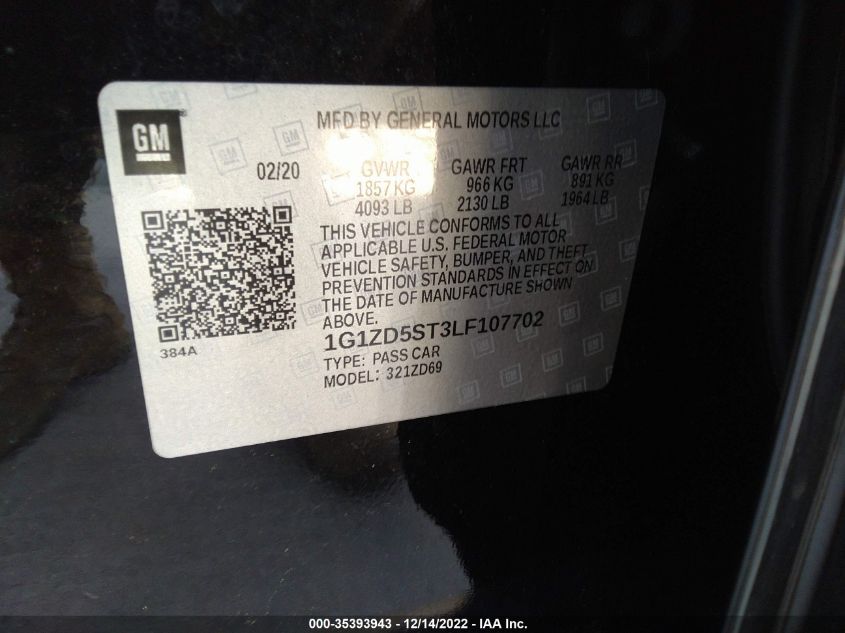 GM
MFD BY GENERAL MOTORS LLC
02/20
GVWR GAWR FRT GAWR RR
1857 KG 966 KG 891 KG
4093 LB 2130 LB 1964 LB
THIS VEHICLE CONFORMS TO ALL
APPLICABLE U.S. FEDERAL MOTOR
VEHICLE SAFETY, BUMPER, AND THEFT
PREVENTION STANDARDS IN EFFECT ON
THE DATE OF MANUFACTURE SHOWN
ABOVE.
384A
1G1ZD5ST3LF107702
TYPE: PASS CAR
MODEL: 321ZD69
000-35393943 - 12/14/2022 - IAA Inc.